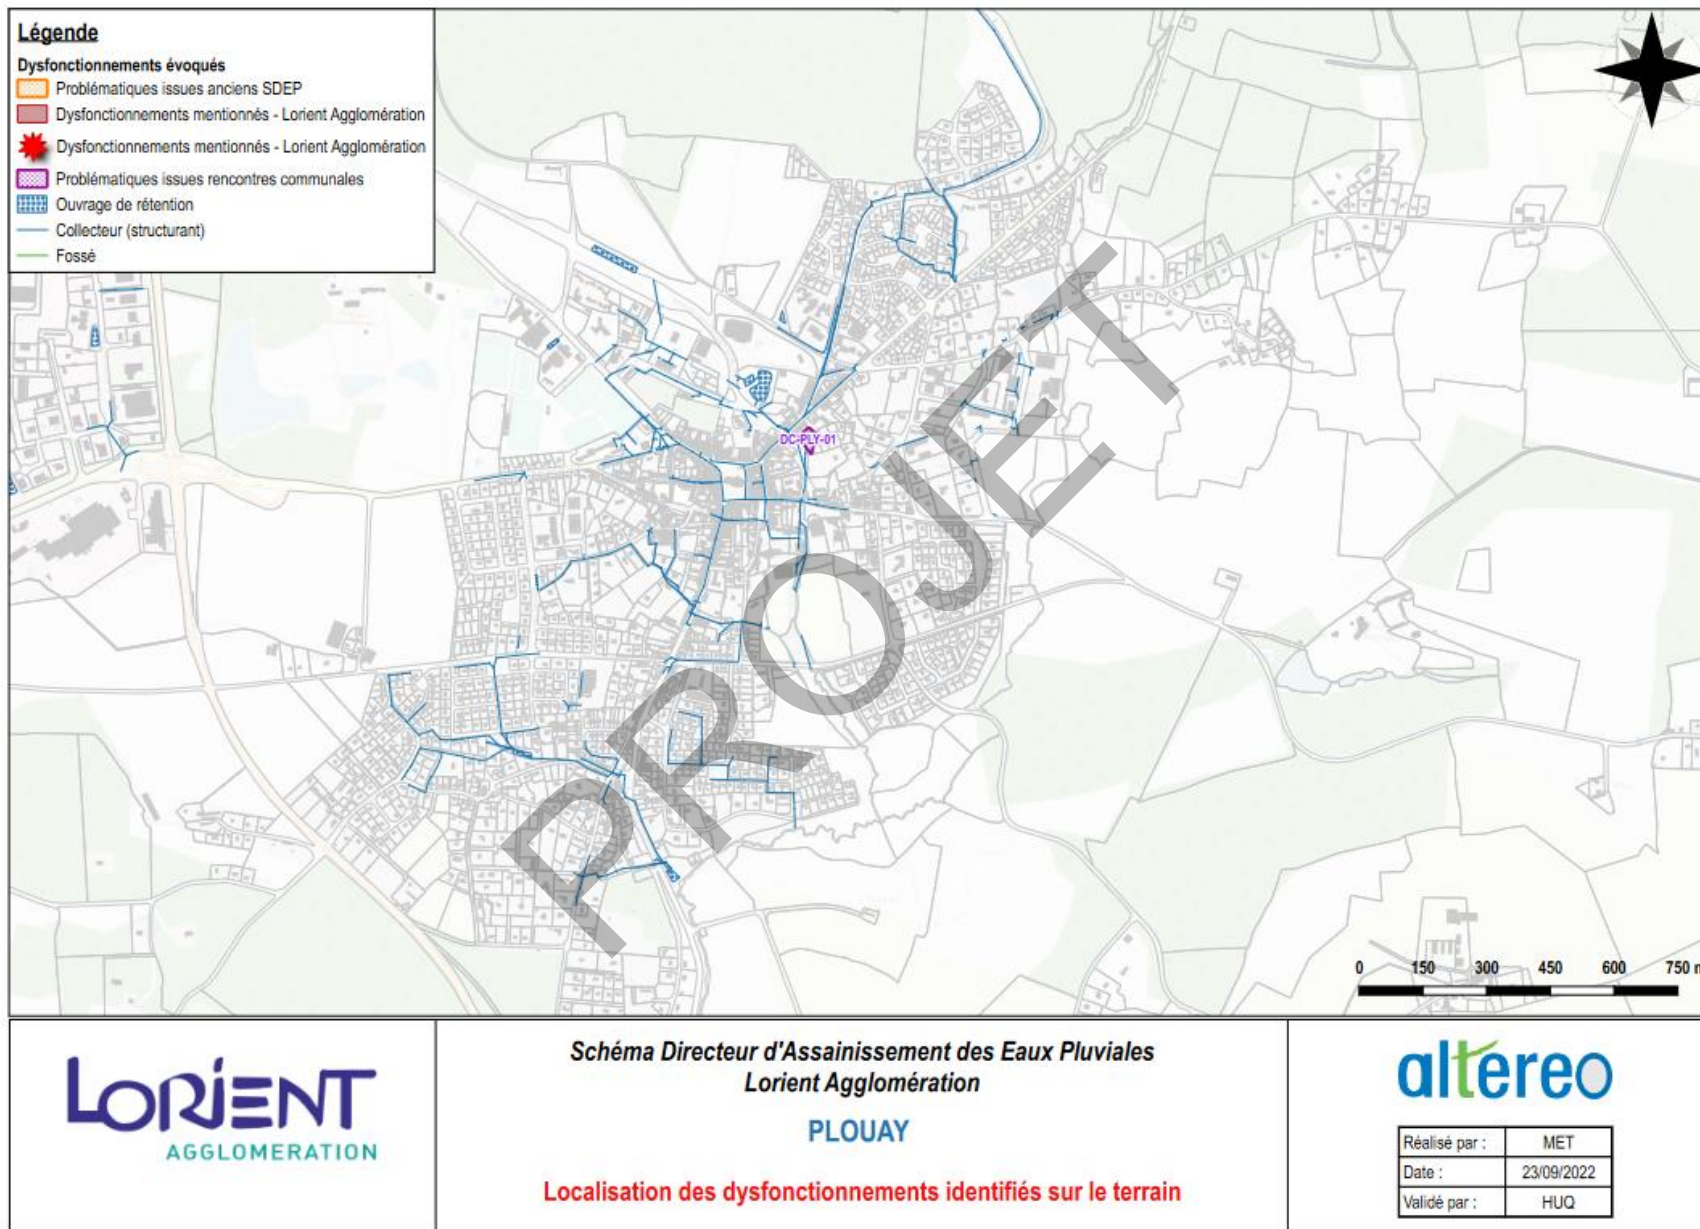 Légende
Dysfonctionnements évoqués
Problématiques issues anciens SDEP
Dysfonctionnements mentionnés - Lorient Agglomération
Dysfonctionnements mentionnés - Lorient Agglomération
Problématiques issues rencontres communales
Ouvrage de rétention
Collecteur (structurant)
Fossé
DC-PLY-01
PROJET
0 150 300 450 600 750 m
LORIENT
AGGLOMERATION
Schéma Directeur d'Assainissement des Eaux Pluviales
Lorient Agglomération
PLOUAY
Localisation des dysfonctionnements identifiés sur le terrain
altereo
Réalisé par : MET
Date : 23/09/2022
Validé par : HUQ